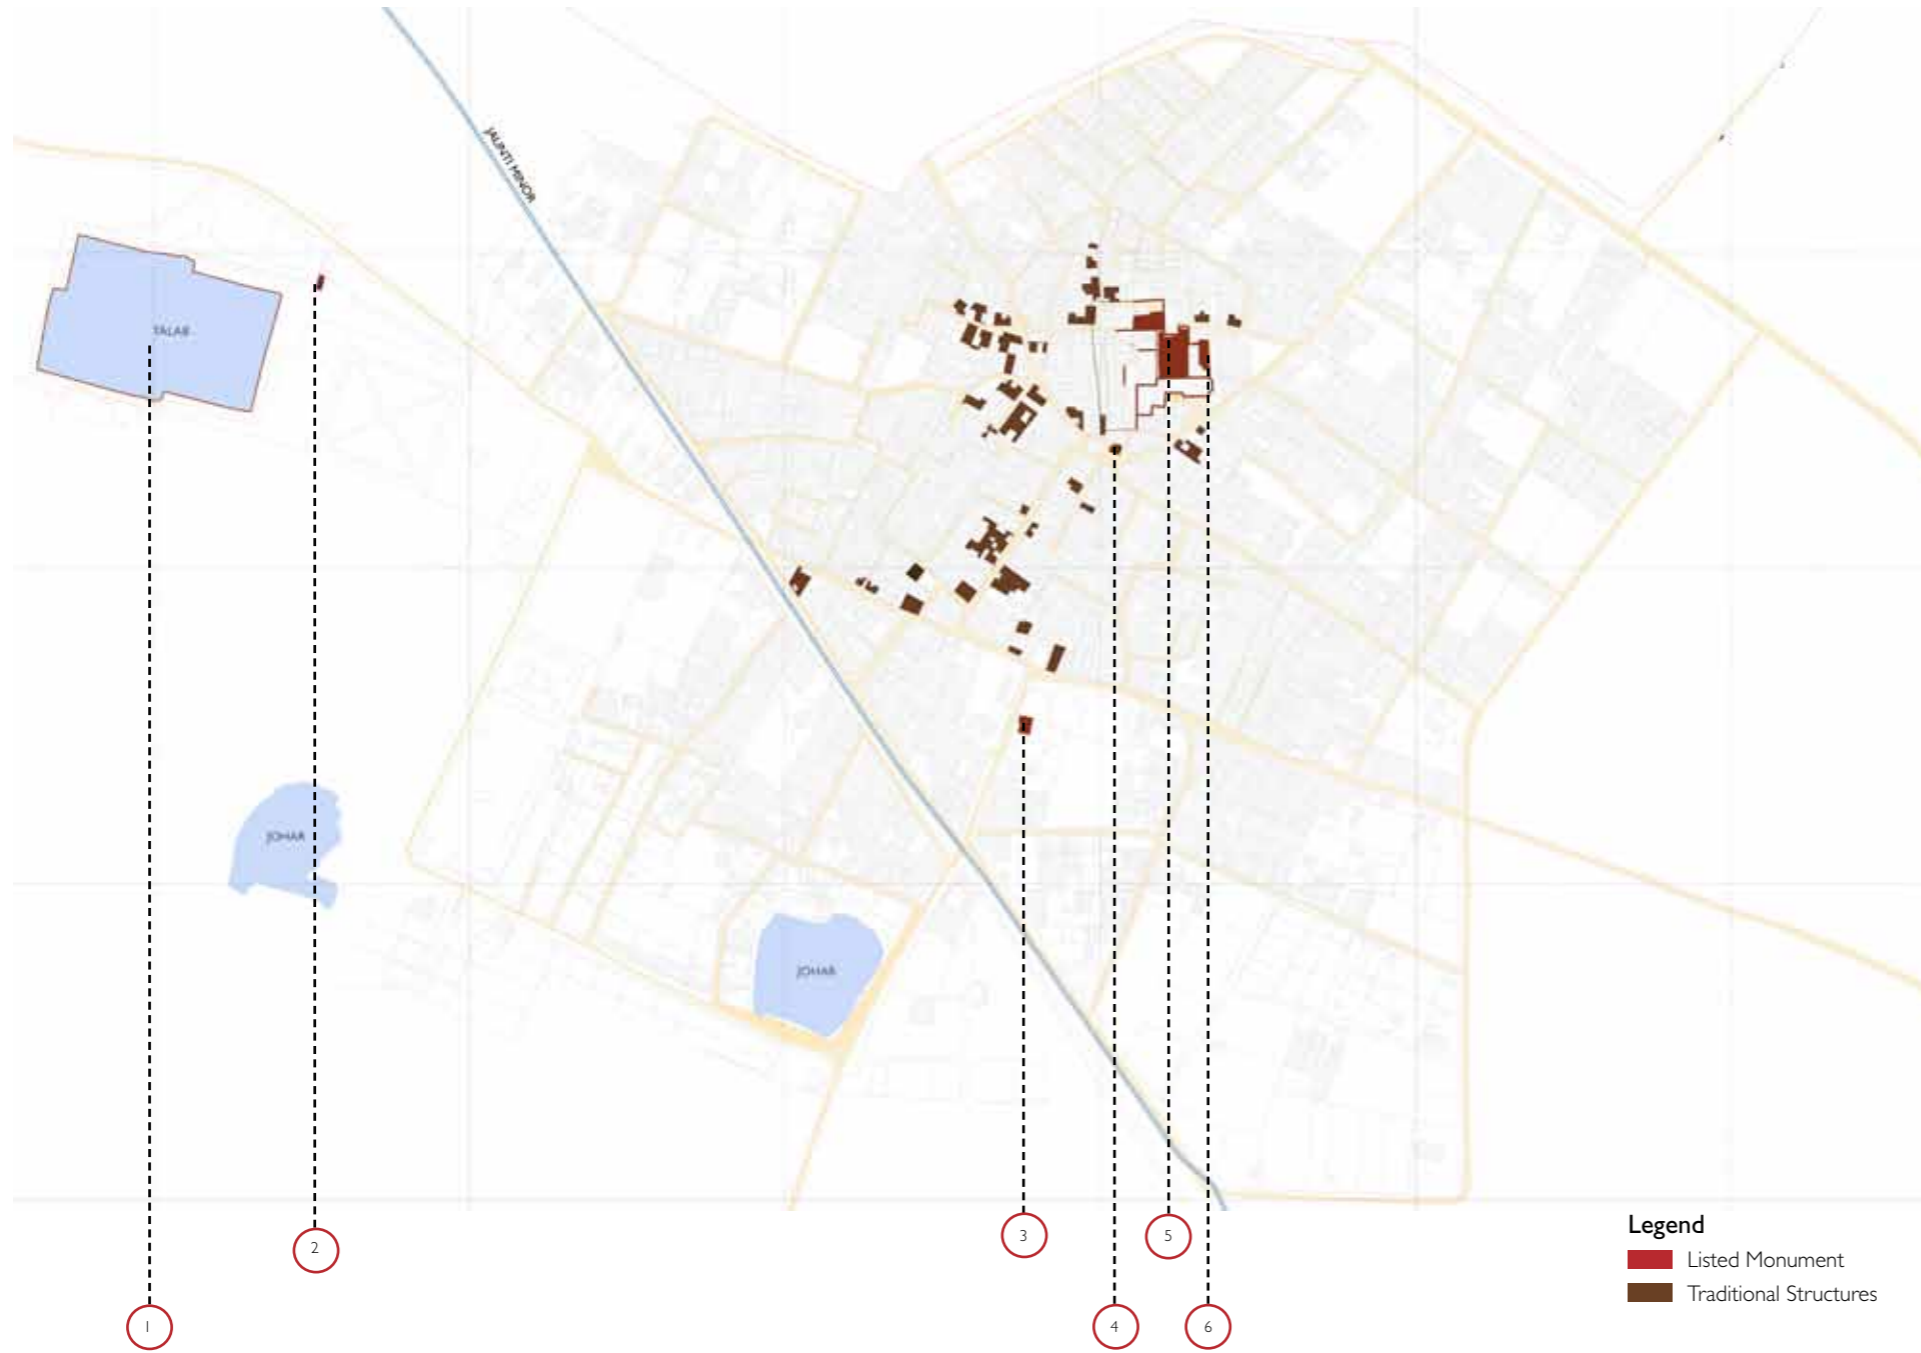 JAUNTI MINOR
TALAB
JOHAR
JOHAR
1
2
3
4
5
6
Legend
Listed Monument
Traditional Structures